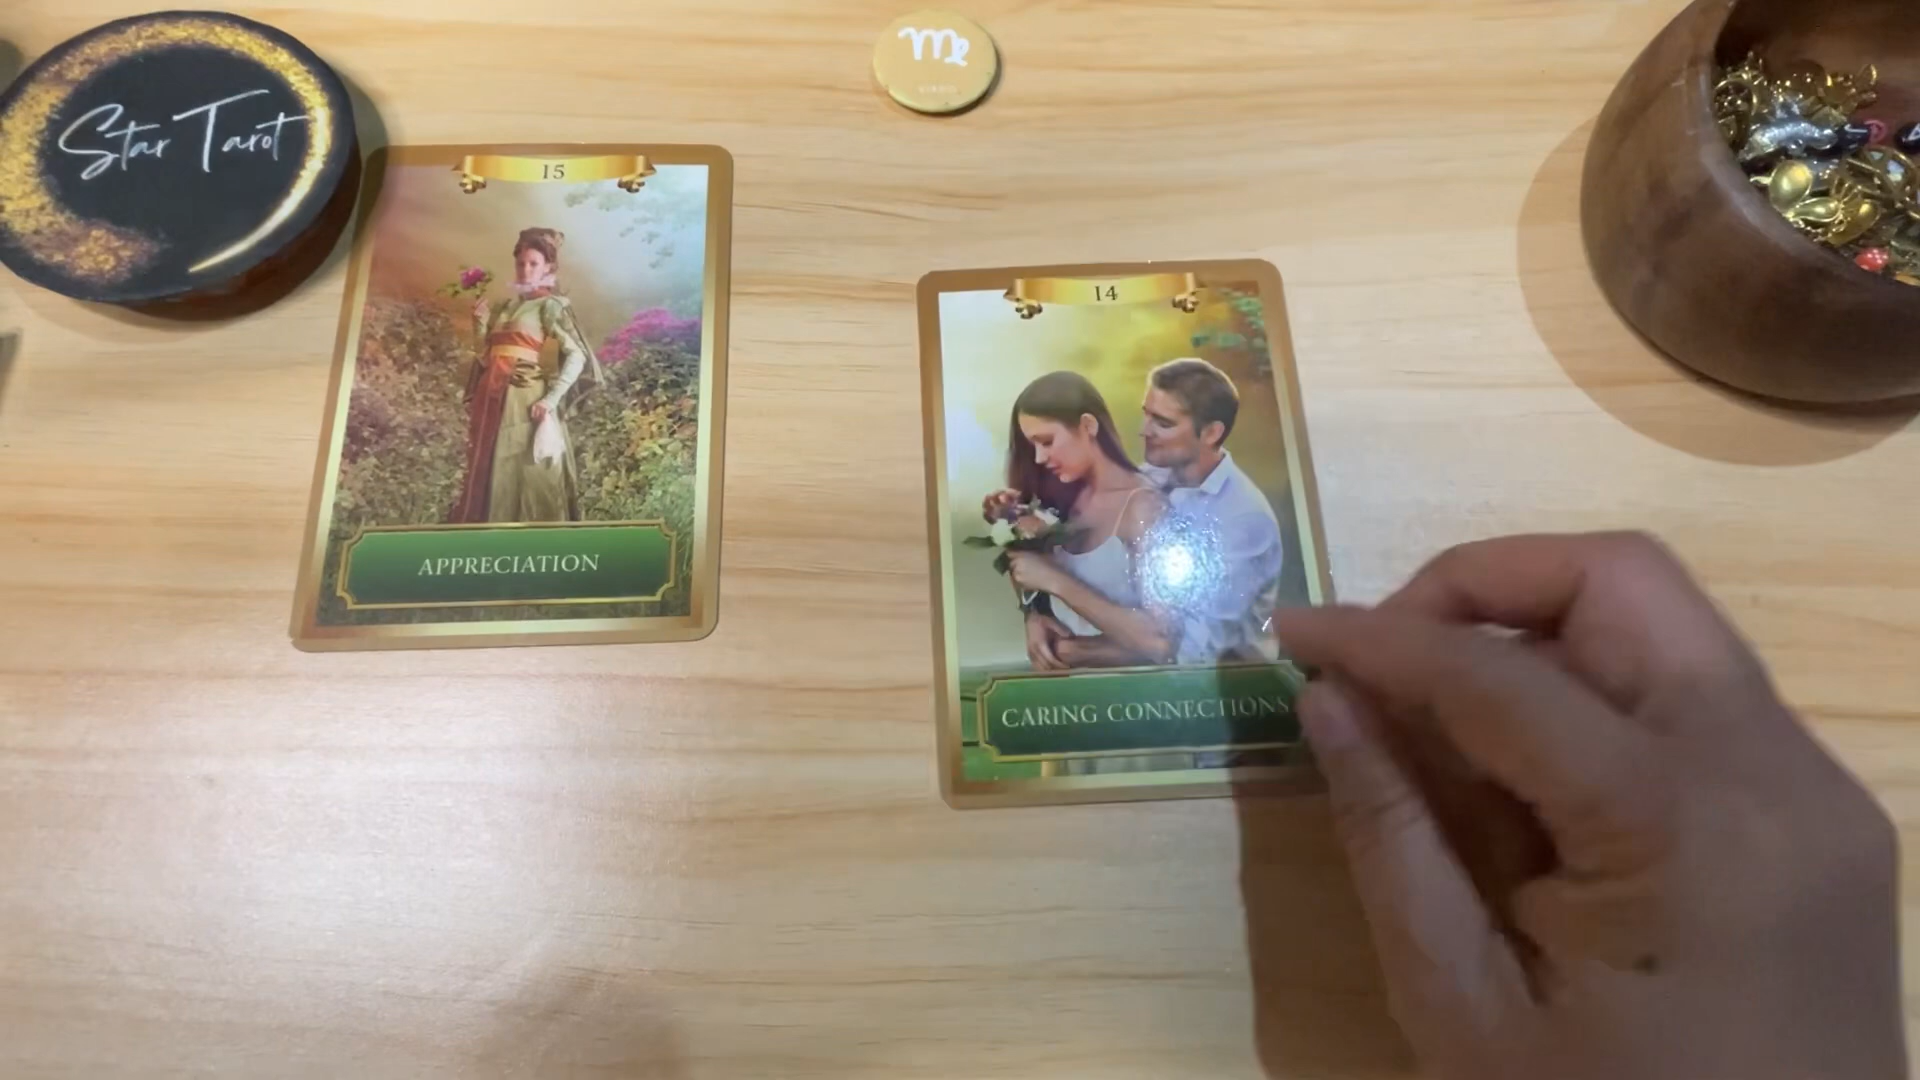 Star Tarot
15
APPRECIATION
14
CARING CONNECTIONS